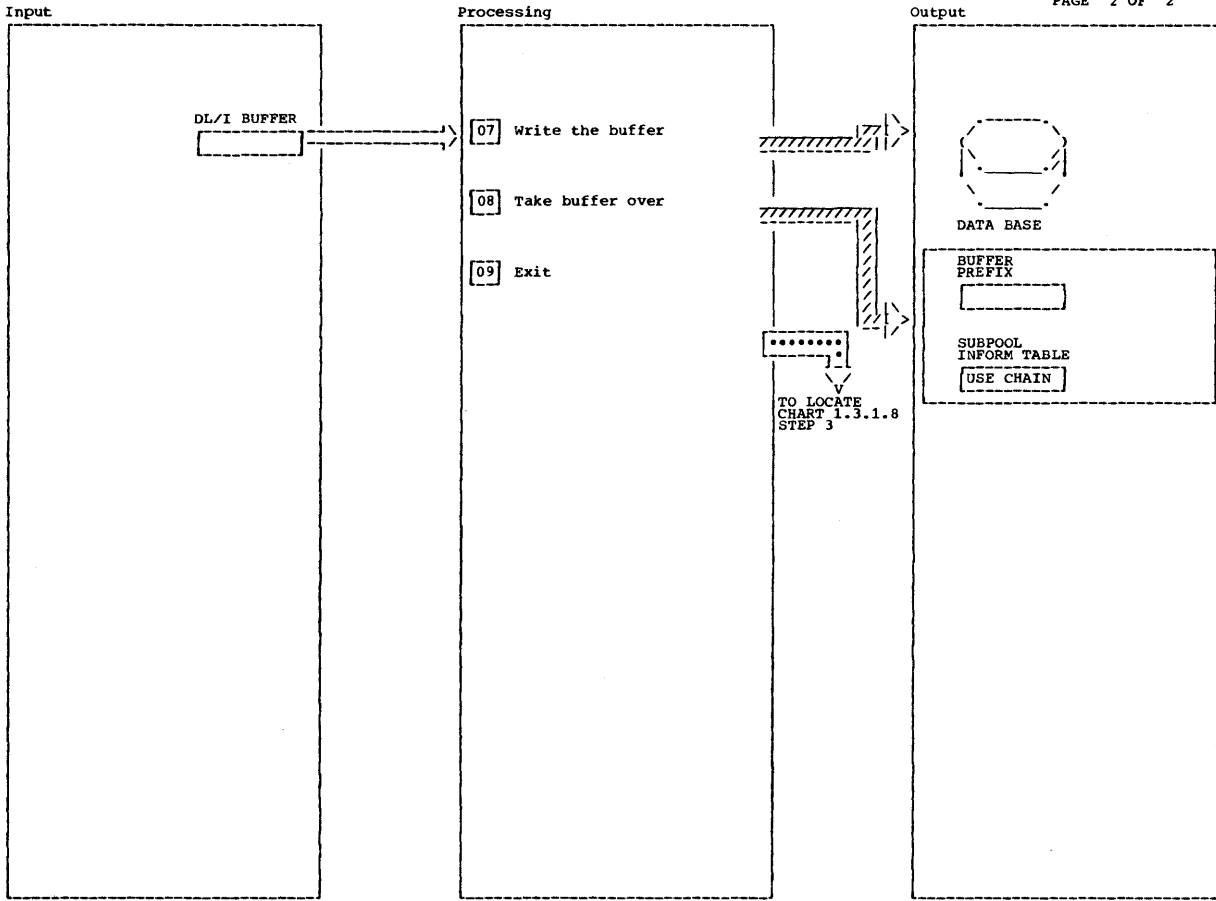 PAGE 2 OF 2
Input Processing Output
DL/I BUFFER
07 Write the buffer
08 Take buffer over
DATA BASE
09 Exit
BUFFER
PREFIX
SUBPOOL
INFORM TABLE
USE CHAIN
TO LOCATE
CHART 1.3.1.8
STEP 3